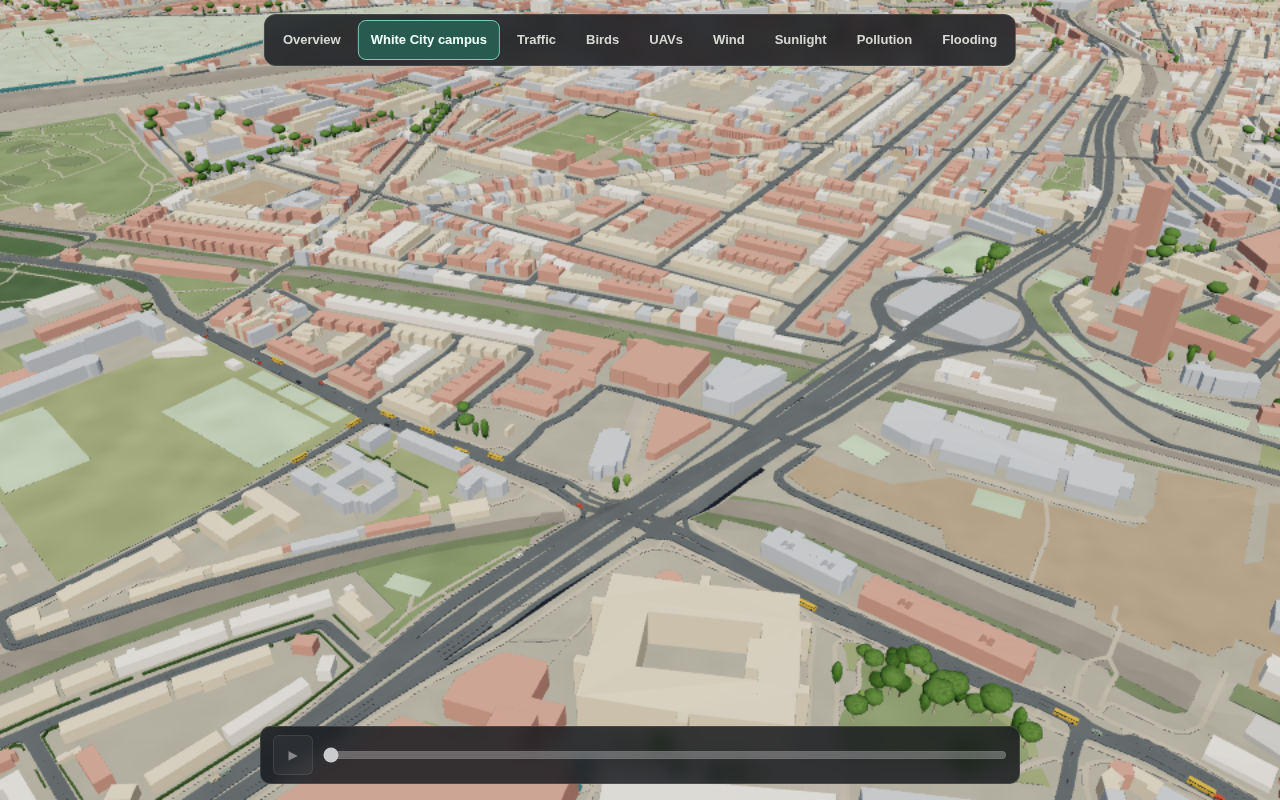 Overview
White City campus
Traffic
Birds
UAVs
Wind
Sunlight
Pollution
Flooding